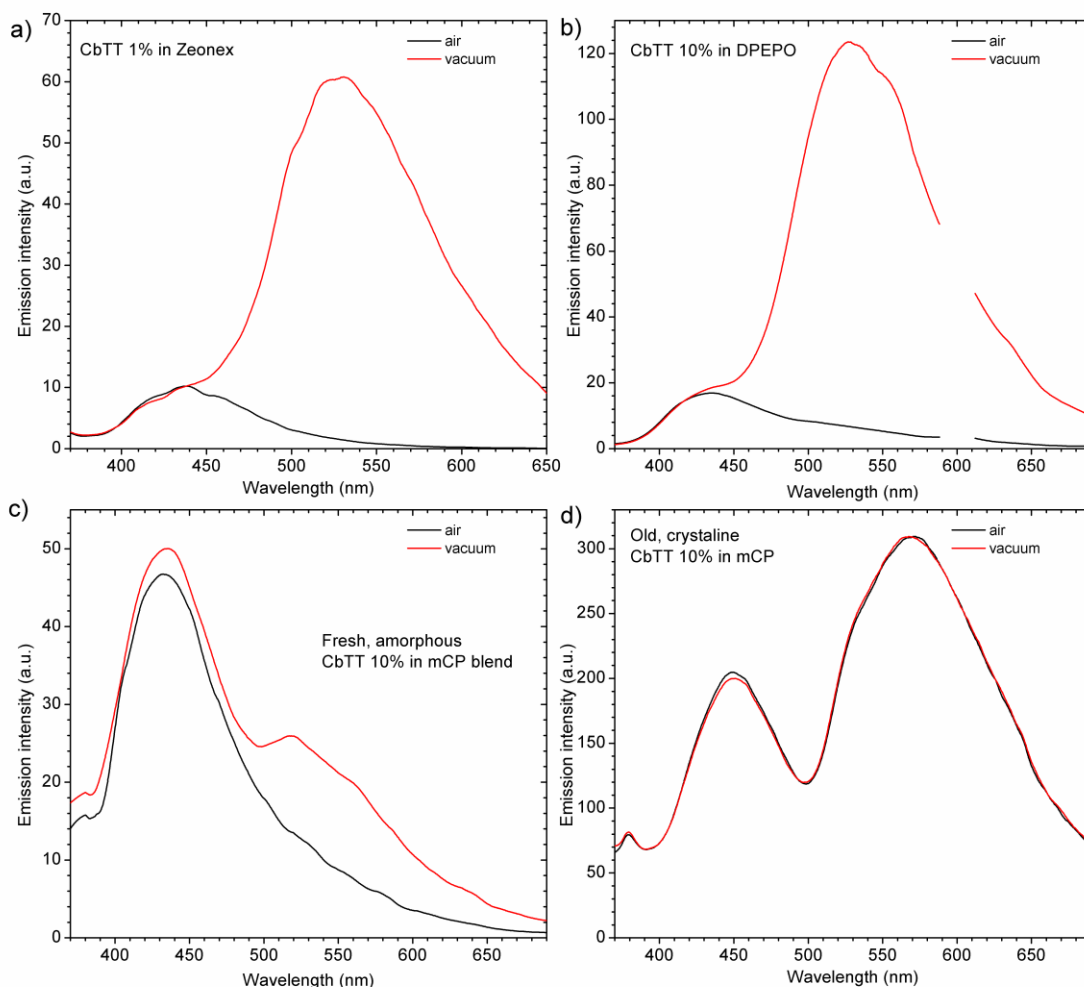 a)
CbTT 1% in Zeonex
air
vacuum
Emission intensity (a.u.)
70
60
50
40
30
20
10
0
400
450
500
550
600
650
Wavelength (nm)
b)
CbTT 10% in DPEPO
air
vacuum
Emission intensity (a.u.)
120
100
80
60
40
20
0
400
450
500
550
600
650
Wavelength (nm)
c)
air
vacuum
Fresh, amorphous
CbTT 10% in mCP blend
Emission intensity (a.u.)
50
40
30
20
10
0
400
450
500
550
600
650
Wavelength (nm)
d)
Old, crystaline
CbTT 10% in mCP
air
vacuum
Emission intensity (a.u.)
300
250
200
150
100
50
0
400
450
500
550
600
650
Wavelength (nm)